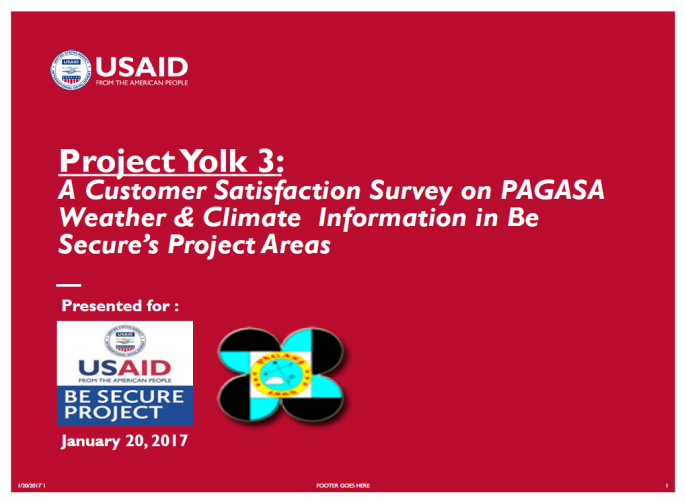 USAID
FROM THE AMERICAN PEOPLE
Project Yolk 3:
A Customer Satisfaction Survey on PAGASA
Weather & Climate Information in Be
Secure's Project Areas
Presented for :
USAID
USAID
FROM THE AMERICAN PEOPLE
BE SECURE
PROJECT
PAGASA
January 20, 2017
1/20/2017 1
FOOTER GOES HERE
1